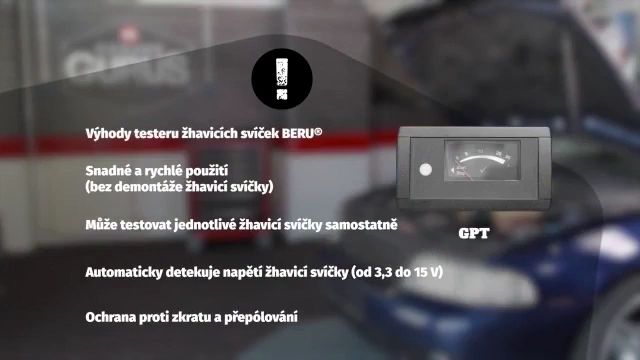 Výhody testeru žhavicích svíček BERU®
Snadné a rychlé použití
(bez demontáže žhavicí svíčky)
Může testovat jednotlivé žhavicí svíčky samostatně
GPT
Automaticky detekuje napětí žhavicí svíčky (od 3,3 do 15 V)
Ochrana proti zkratu a přepólování